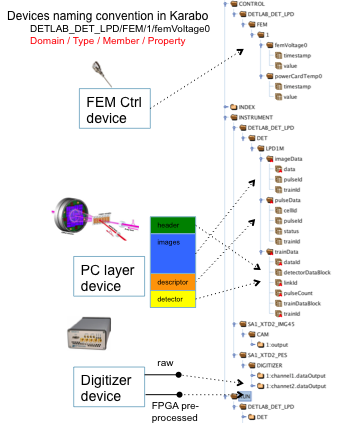 Devices naming convention in Karabo
DETLAB_DET_LPD/FEM/1/femVoltage0
Domain / Type / Member / Property
FEM Ctrl
device
header
images
descriptor
detector
PC layer
device
Digitizer
device
raw
FPGA pre-
processed
CONTROL
DETLAB_DET_LPD
FEM
1
femVoltage0
timestamp
value
powerCardTemp0
timestamp
value
INDEX
INSTRUMENT
DETLAB_DET_LPD
DET
LPD1M
imageData
data
pulseId
trainId
pulseData
cellId
pulseId
status
trainId
trainData
dataId
detectorDataBlock
linkId
pulseCount
trainDataBlock
trainId
SA1_XTD2_IMG45
CAM
1:output
SA1_XTD2_PES
DIGITIZER
1:channel1.dataOutput
1:channel2.dataOutput
RUN
DETLAB_DET_LPD
DET